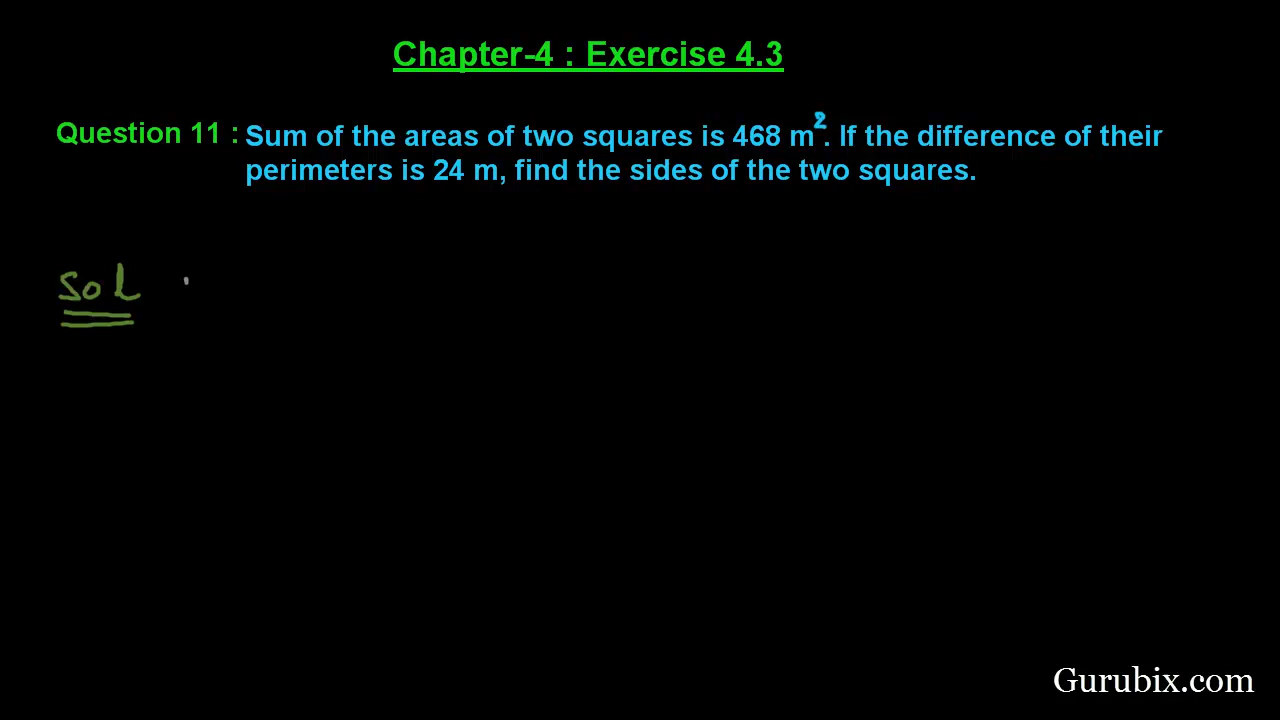 Chapter-4 : Exercise 4.3
Question 11 : Sum of the areas of two squares is 468 m². If the difference of their
perimeters is 24 m, find the sides of the two squares.
Sol
Gurubix.com